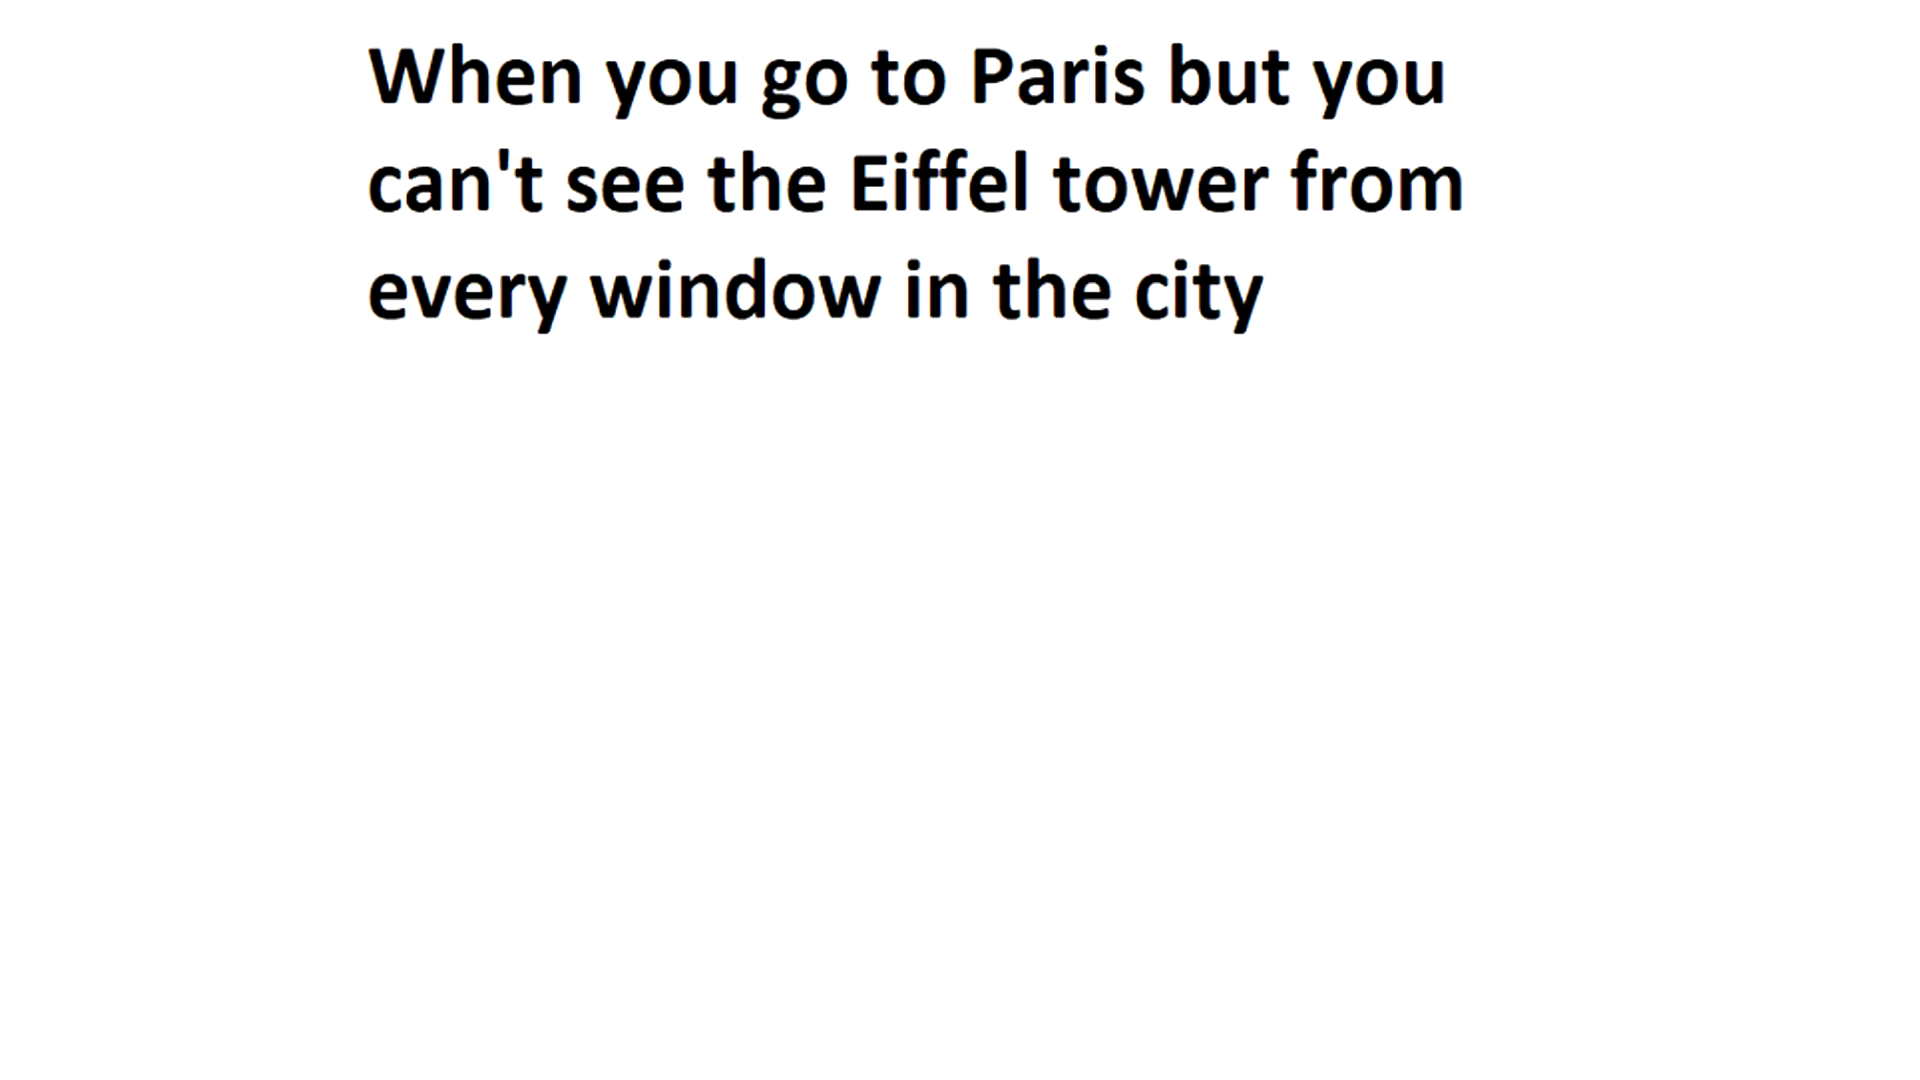 When you go to Paris but you
can't see the Eiffel tower from
every window in the city